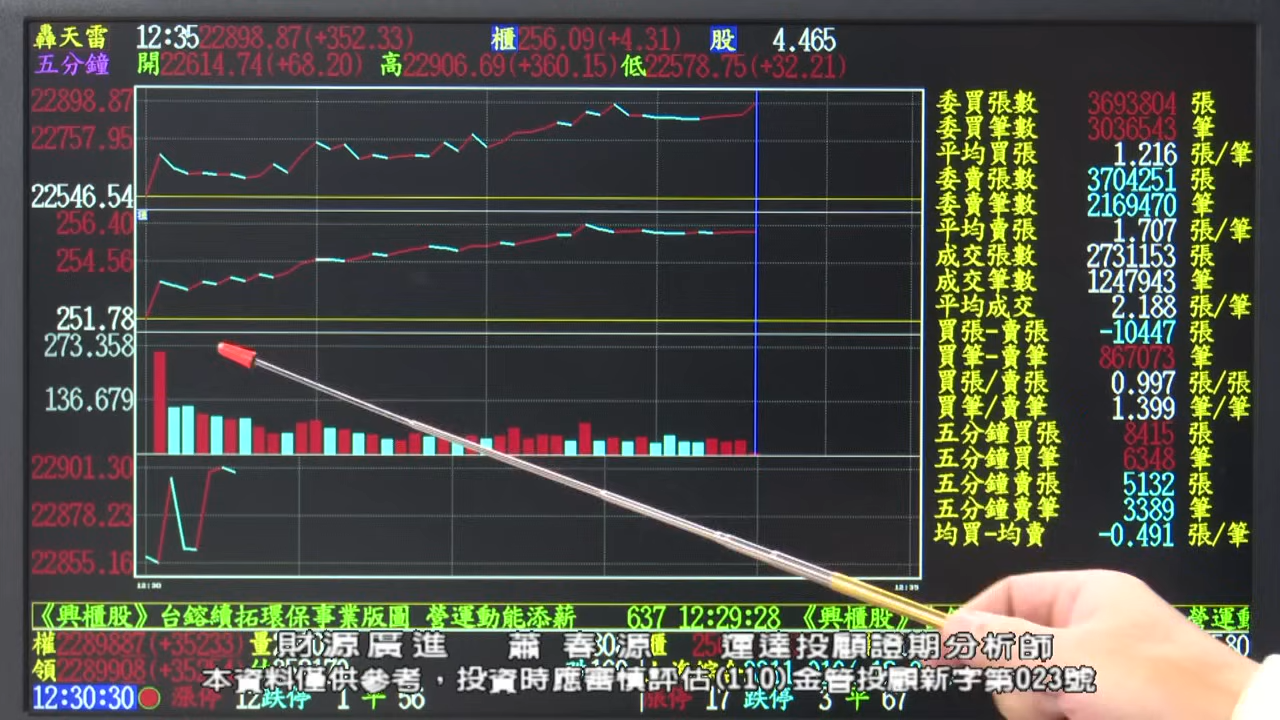 轟天雷 12:35 22898.87(+352.33) 櫃 256.09(+4.31) 股 4.465
五分鐘 開 22614.74(+68.20) 高 22906.69(+360.15) 低 22578.75(+32.21)
22898.87
22757.95
22546.54
256.40
254.56
251.78
273.358
136.679
22901.30
22878.23
22855.16
12:30 12:35
委買張數 3693804 張
委買筆數 3036543 筆
平均買張 1.216 張/筆
委賣張數 3704251 張
委賣筆數 2169470 筆
平均賣張 1.707 張/筆
成交張數 2731153 張
成交筆數 1247943 筆
平均成交 2.188 張/筆
買張-賣張 -10447 張
買筆-賣筆 867073 筆
買張/賣張 0.997 張/張
買筆/賣筆 1.399 筆/筆
五分鐘買張 8415 張
五分鐘買筆 6348 筆
五分鐘賣張 5132 張
五分鐘賣筆 3389 筆
均買-均賣 -0.491 張/筆
《興櫃股》台鎔續拓環保事業版圖 營運動能添薪 637 12:29:28 《興櫃股》 營運動
權 2289887(+35233) 量
財源廣進 蕭春源 運達投顧證期分析師
領 2289908
本資料僅供參考，投資時應審慎評估(110)金管投顧新字第023號
12:30:30 漲停 12 跌停 1 平 56 漲停 17 跌停 3 平 67